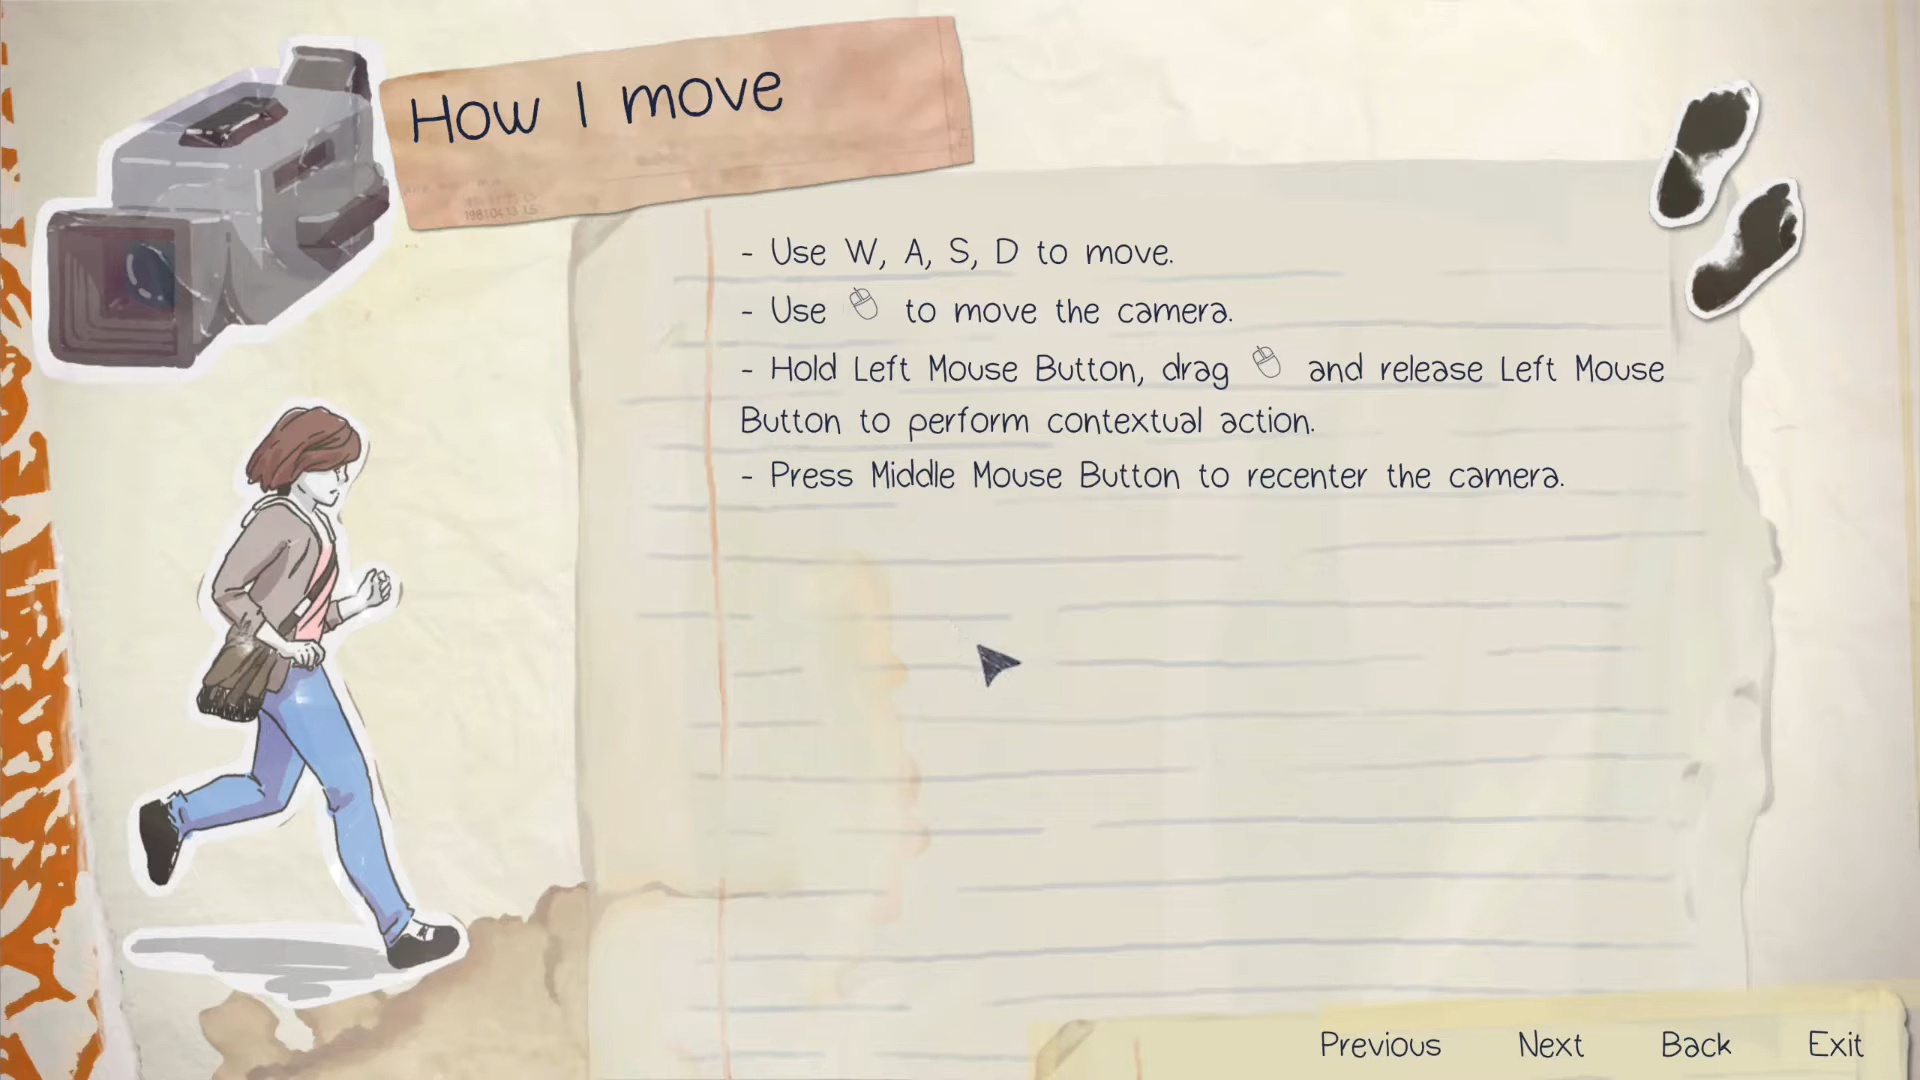 How I move
- Use W, A, S, D to move.
- Use to move the camera.
- Hold Left Mouse Button, drag and release Left Mouse
Button to perform contextual action.
- Press Middle Mouse Button to recenter the camera.
Previous Next Back Exit